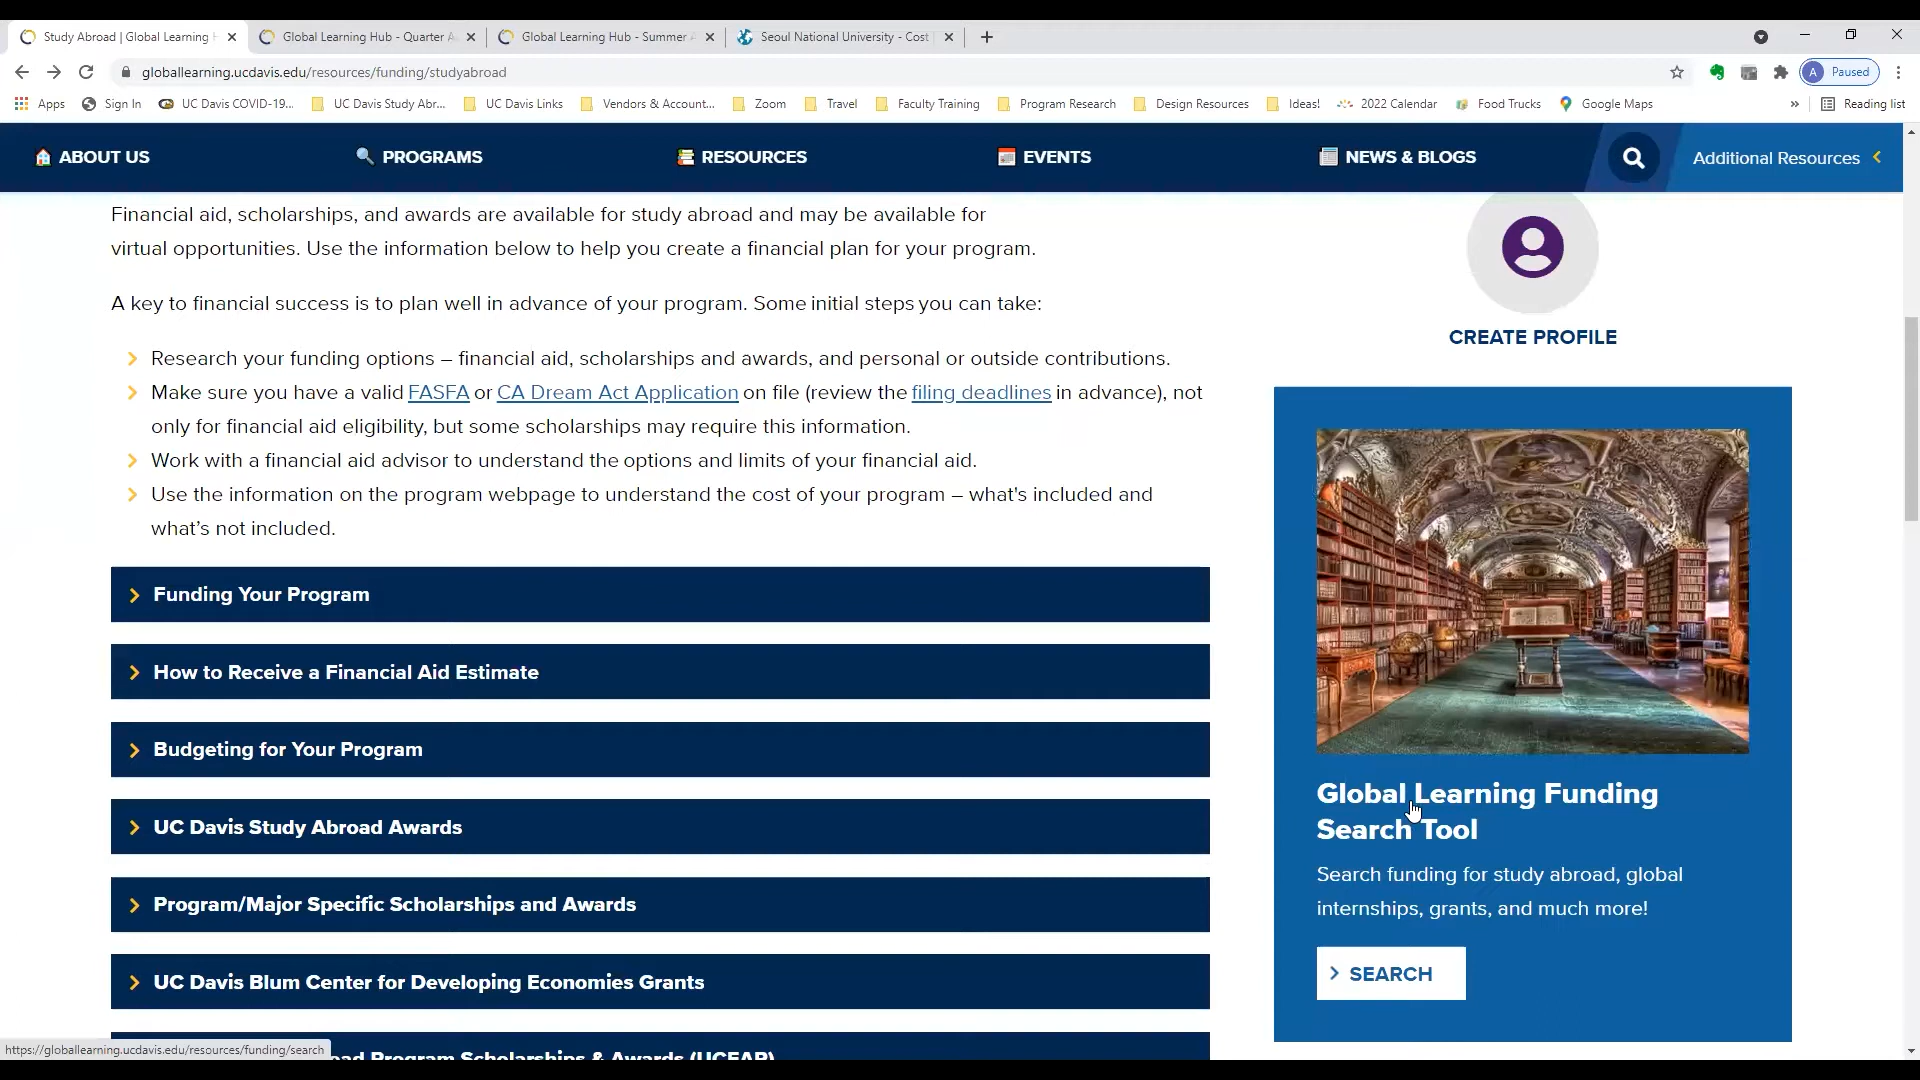 Study Abroad | Global Learning H
Global Learning Hub - Quarter A
Global Learning Hub - Summer A
Seoul National University - Cost
globallearning.ucdavis.edu/resources/funding/studyabroad
A Paused
Apps
Sign In
UC Davis COVID-19...
UC Davis Study Abr...
UC Davis Links
Vendors & Account...
Zoom
Travel
Faculty Training
Program Research
Design Resources
Ideas!
2022 Calendar
Food Trucks
Google Maps
»
Reading list
ABOUT US
PROGRAMS
RESOURCES
EVENTS
NEWS & BLOGS
Additional Resources
Financial aid, scholarships, and awards are available for study abroad and may be available for
virtual opportunities. Use the information below to help you create a financial plan for your program.
A key to financial success is to plan well in advance of your program. Some initial steps you can take:
Research your funding options – financial aid, scholarships and awards, and personal or outside contributions.
Make sure you have a valid FASFA or CA Dream Act Application on file (review the filing deadlines in advance), not
only for financial aid eligibility, but some scholarships may require this information.
Work with a financial aid advisor to understand the options and limits of your financial aid.
Use the information on the program webpage to understand the cost of your program – what's included and
what's not included.
Funding Your Program
How to Receive a Financial Aid Estimate
Budgeting for Your Program
UC Davis Study Abroad Awards
Program/Major Specific Scholarships and Awards
UC Davis Blum Center for Developing Economies Grants
oad Program Scholarships & Awards (UCEAP)
CREATE PROFILE
Global Learning Funding
Search Tool
Search funding for study abroad, global
internships, grants, and much more!
SEARCH
https://globallearning.ucdavis.edu/resources/funding/search